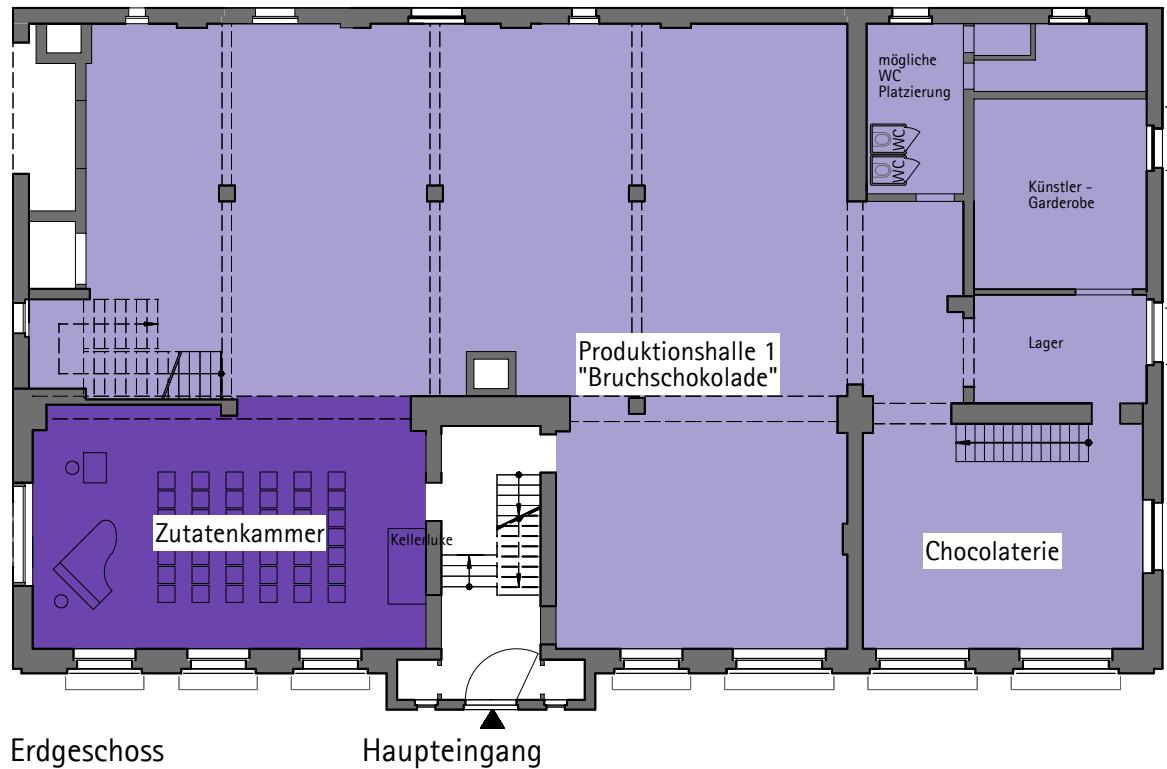 mögliche
WC
Platzierung
WC
WC
Künstler -
Garderobe
Produktionshalle 1
"Bruchschokolade"
Lager
Zutatenkammer
Kellerluke
Chocolaterie
Erdgeschoss
Haupteingang